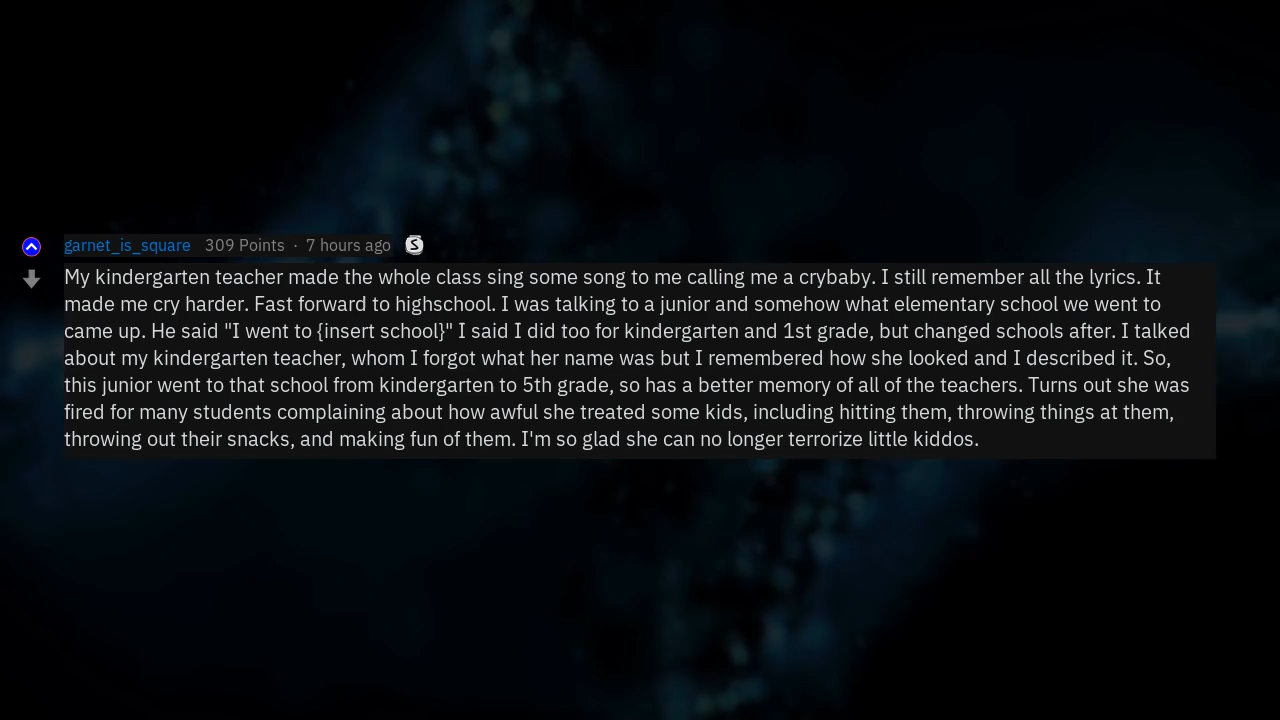 garnet_is_square 309 Points · 7 hours ago
My kindergarten teacher made the whole class sing some song to me calling me a crybaby. I still remember all the lyrics. It
made me cry harder. Fast forward to highschool. I was talking to a junior and somehow what elementary school we went to
came up. He said "I went to {insert school}" I said I did too for kindergarten and 1st grade, but changed schools after. I talked
about my kindergarten teacher, whom I forgot what her name was but I remembered how she looked and I described it. So,
this junior went to that school from kindergarten to 5th grade, so has a better memory of all of the teachers. Turns out she was
fired for many students complaining about how awful she treated some kids, including hitting them, throwing things at them,
throwing out their snacks, and making fun of them. I'm so glad she can no longer terrorize little kiddos.